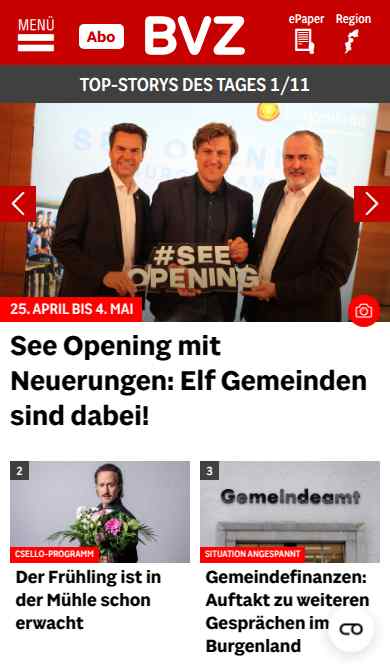 MENÜ
Abo
BVZ
ePaper
Region
TOP-STORYS DES TAGES 1/11
#SEE
OPENING
25. APRIL BIS 4. MAI
See Opening mit
Neuerungen: Elf Gemeinden
sind dabei!
2
CSELLO-PROGRAMM
Der Frühling ist in
der Mühle schon
erwacht
3
Gemeindeamt
SITUATION ANGESPANNT
Gemeindefinanzen:
Auftakt zu weiteren
Gesprächen im
Burgenland